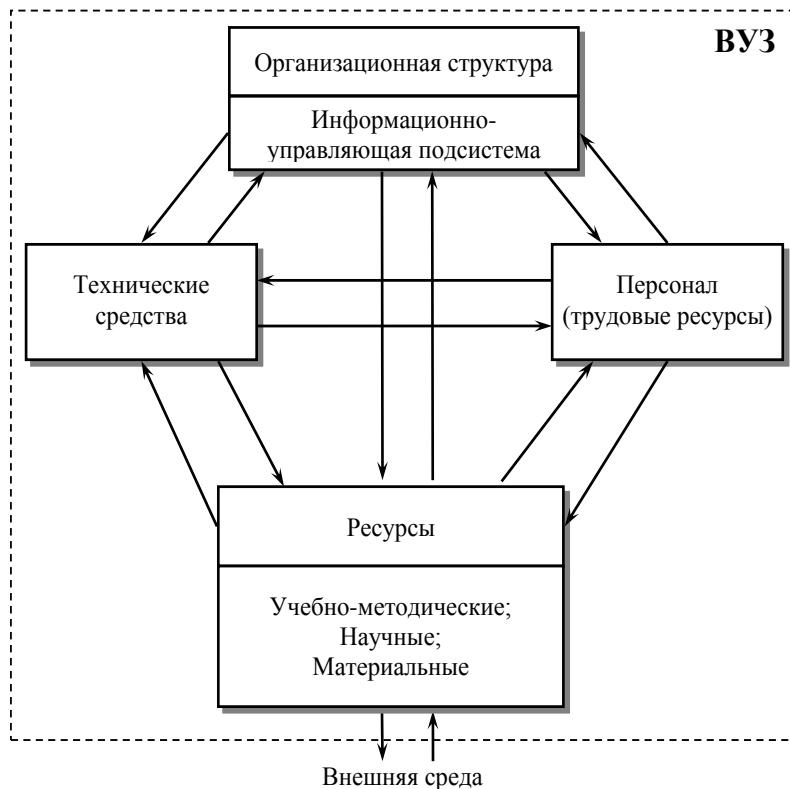 ВУЗ
Организационная структура
Информационно-
управляющая подсистема
Технические
средства
Персонал
(трудовые ресурсы)
Ресурсы
Учебно-методические;
Научные;
Материальные
Внешняя среда